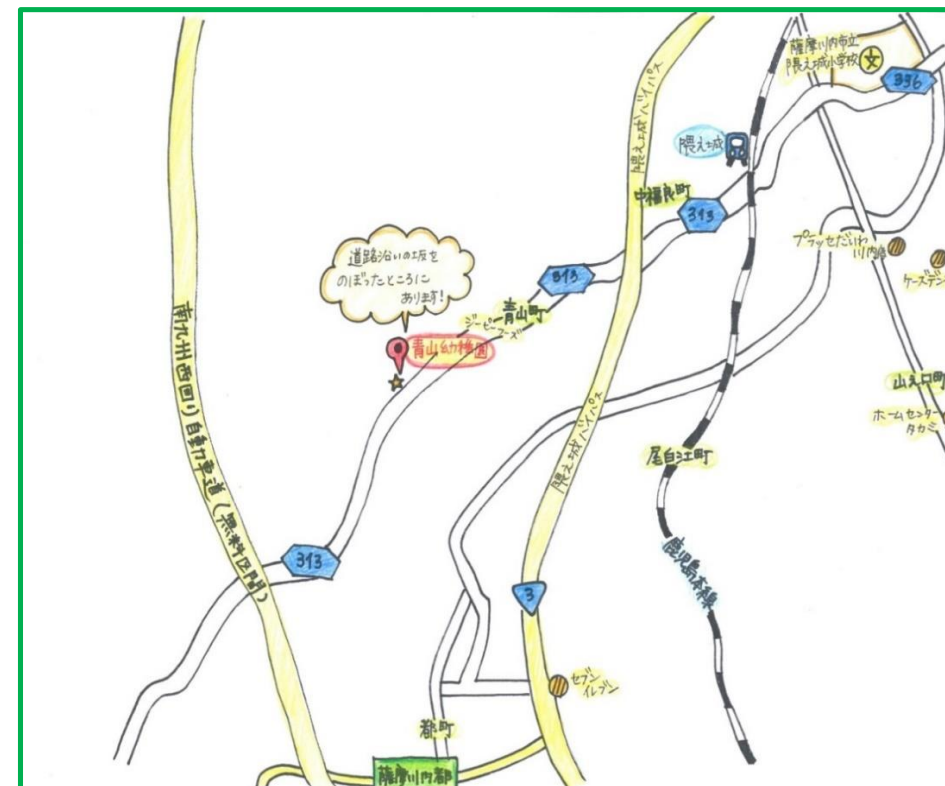 薩摩川内市立
隈之城小学校
文
336
隈之城バイパス
隈之城
中福良町
313
プラッセだいわ
川内店
道路沿いの坂を
のぼったところに
あります!
313
青山町
ジーピーフーズ
青山幼稚園
南九州西回り自動車道(無料区間)
山之口町
ホームセンター
タカミ
隈之城バイパス
尾白江町
鹿児島本線
313
3
セブン
イレブン
都町
薩摩川内都